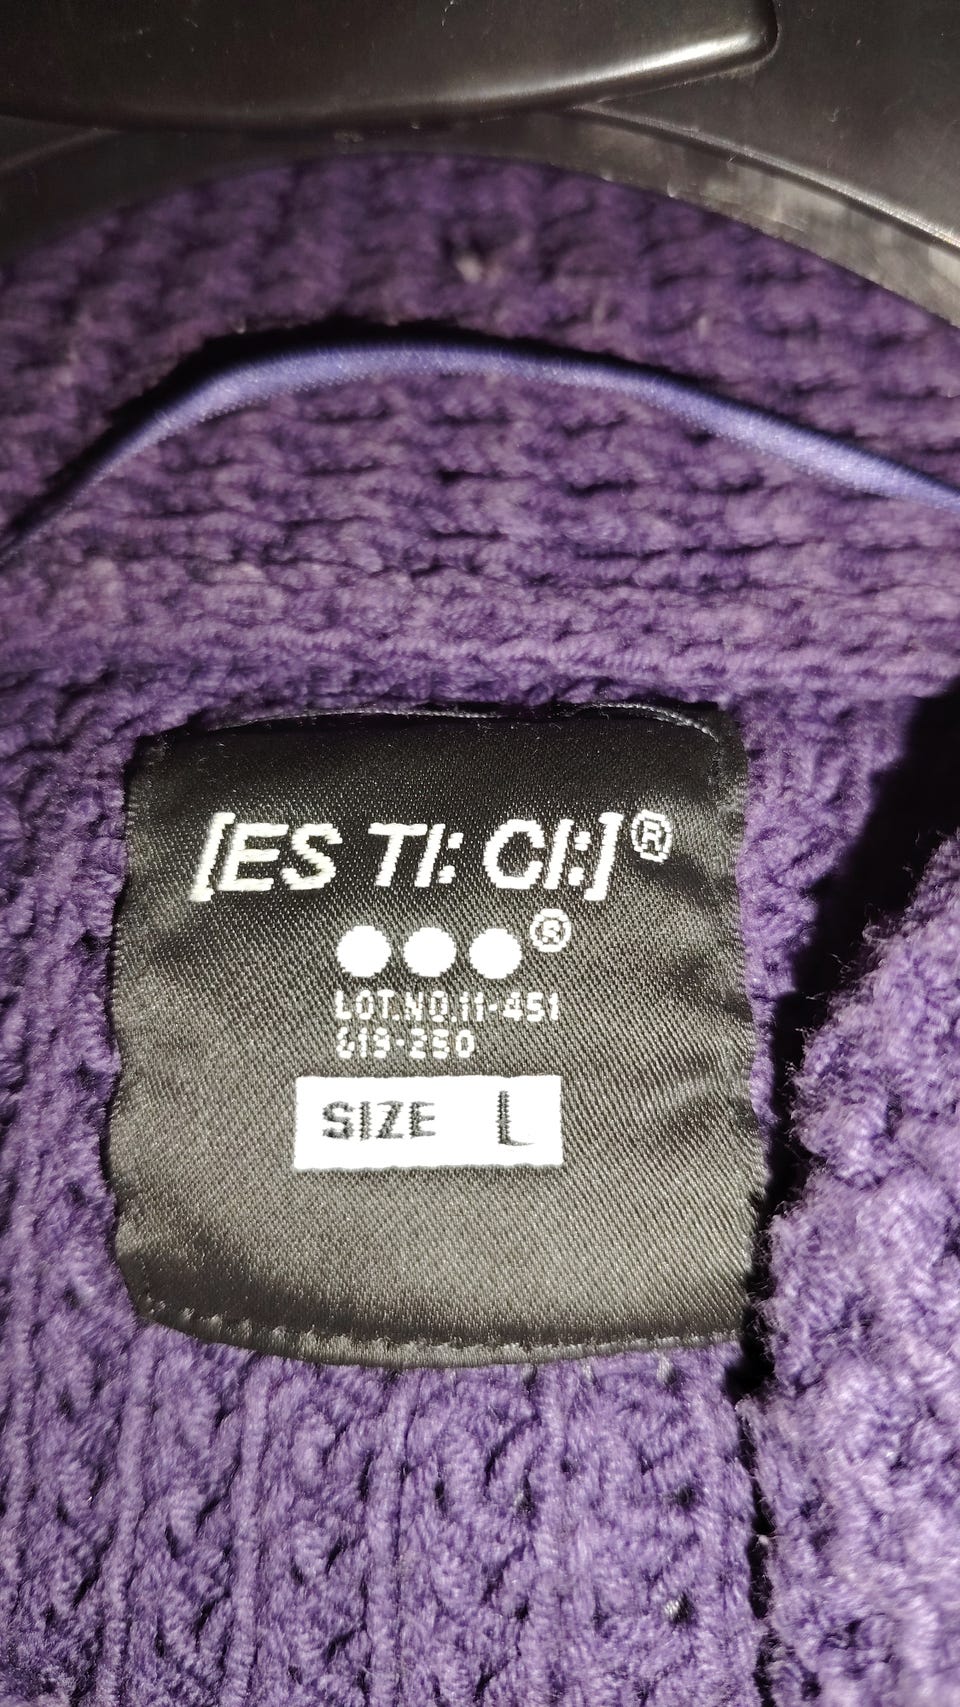 [ES TI: CI:]®
●●●®
LOT.NO.11-451
613-250
SIZE L